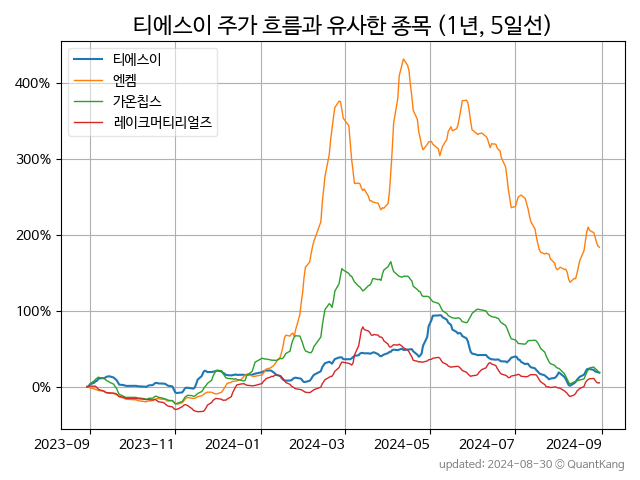 티에스이 주가 흐름과 유사한 종목 (1년, 5일선)
티에스이
엔켐
가온칩스
레이크머티리얼즈
400%
300%
200%
100%
0%
2023-09 2023-11 2024-01 2024-03 2024-05 2024-07 2024-09
updated: 2024-08-30 © QuantKang